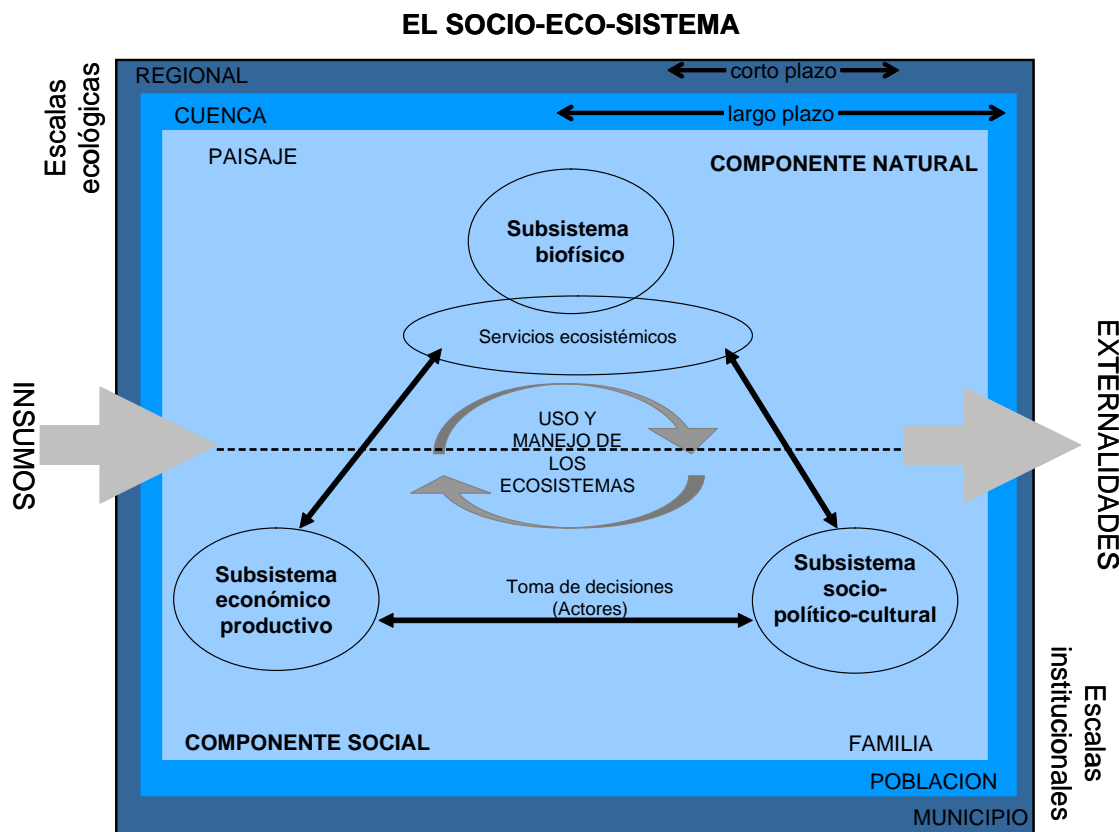 EL SOCIO-ECO-SISTEMA
Escalas
ecológicas
REGIONAL
corto plazo
CUENCA
largo plazo
PAISAJE
COMPONENTE NATURAL
Subsistema
biofísico
Servicios ecosistémicos
INSUMOS
USO Y
MANEJO DE
LOS
ECOSISTEMAS
EXTERNALIDADES
Subsistema
económico
productivo
Toma de decisiones
(Actores)
Subsistema
socio-
político-cultural
COMPONENTE SOCIAL
FAMILIA
POBLACION
MUNICIPIO
Escalas
institucionales